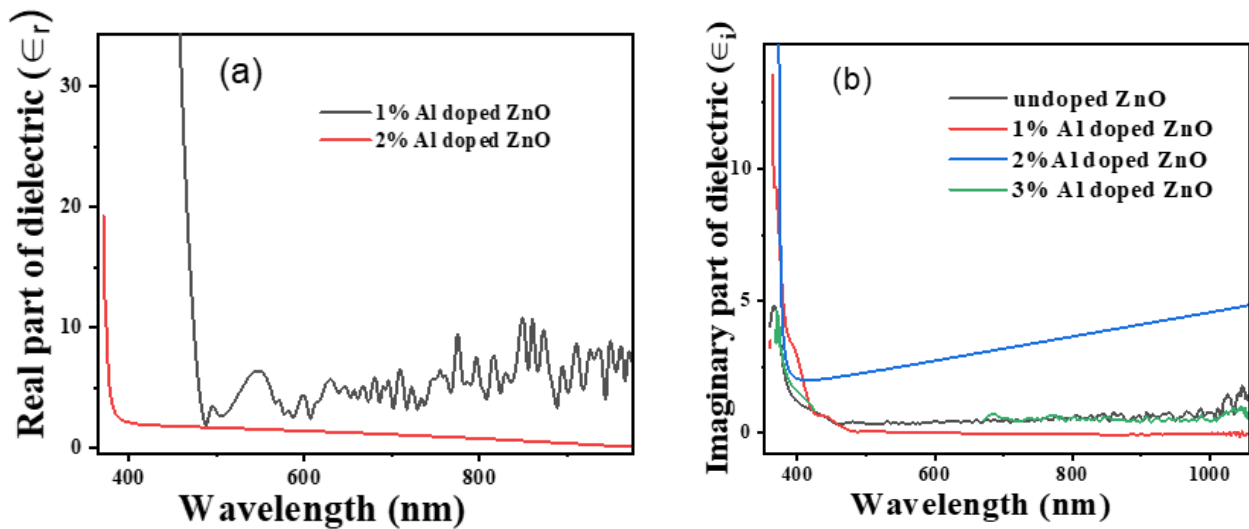 Real part of dielectric (∈r)
30
20
10
0
(a)
1% Al doped ZnO
2% Al doped ZnO
400
600
800
Wavelength (nm)
Imaginary part of dielectric (∈i)
10
5
0
(b)
undoped ZnO
1% Al doped ZnO
2%Al doped ZnO
3% Al doped ZnO
400
600
800
1000
Wavelength (nm)